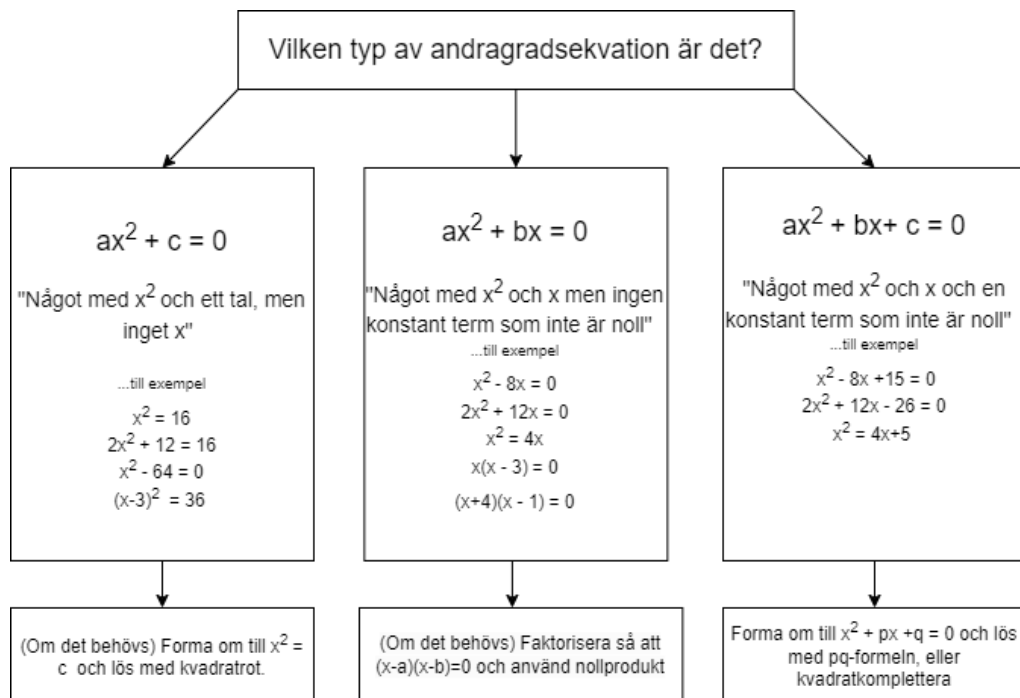 Vilken typ av andragradsekvation är det?
ax² + c = 0
"Något med x² och ett tal, men
inget x"
...till exempel
x² = 16
2x² + 12 = 16
x² - 64 = 0
(x-3)² = 36
(Om det behövs) Forma om till x² =
c och lös med kvadratrot.
ax² + bx = 0
"Något med x² och x men ingen
konstant term som inte är noll"
...till exempel
x² - 8x = 0
2x² + 12x = 0
x² = 4x
x(x - 3) = 0
(x+4)(x - 1) = 0
(Om det behövs) Faktorisera så att
(x-a)(x-b)=0 och använd nollprodukt
ax² + bx+ c = 0
"Något med x² och x och en
konstant term som inte är noll"
...till exempel
x² - 8x +15 = 0
2x² + 12x - 26 = 0
x² = 4x+5
Forma om till x² + px +q = 0 och lös
med pq-formeln, eller
kvadratkomplettera